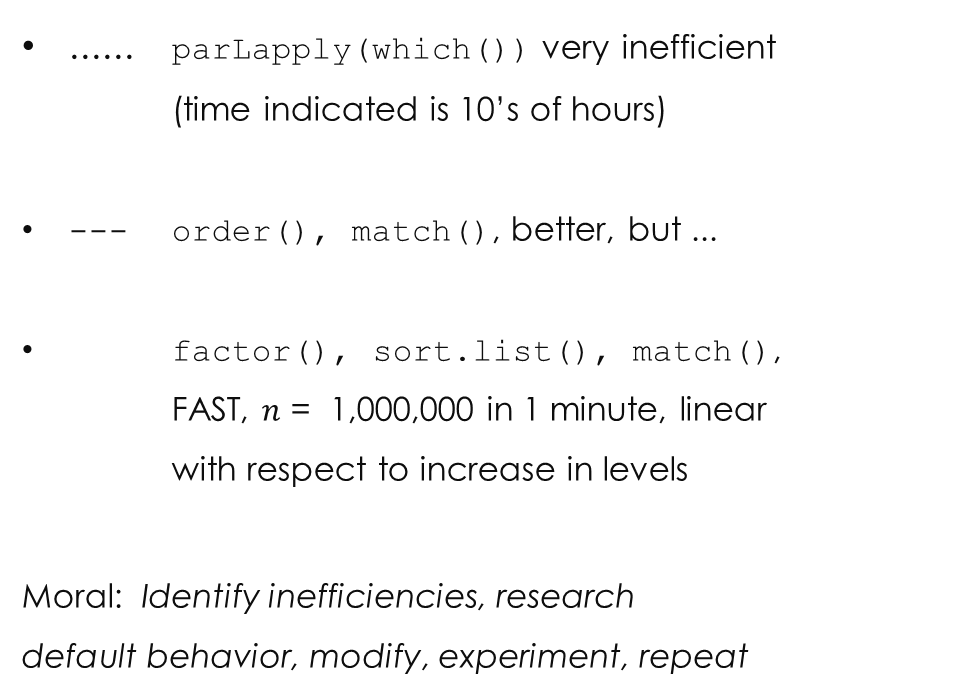 • ...... parLapply(which()) very inefficient
(time indicated is 10’s of hours)
• --- order(), match(), better, but ...
• factor(), sort.list(), match(),
FAST, n = 1,000,000 in 1 minute, linear
with respect to increase in levels
Moral: Identify inefficiencies, research
default behavior, modify, experiment, repeat